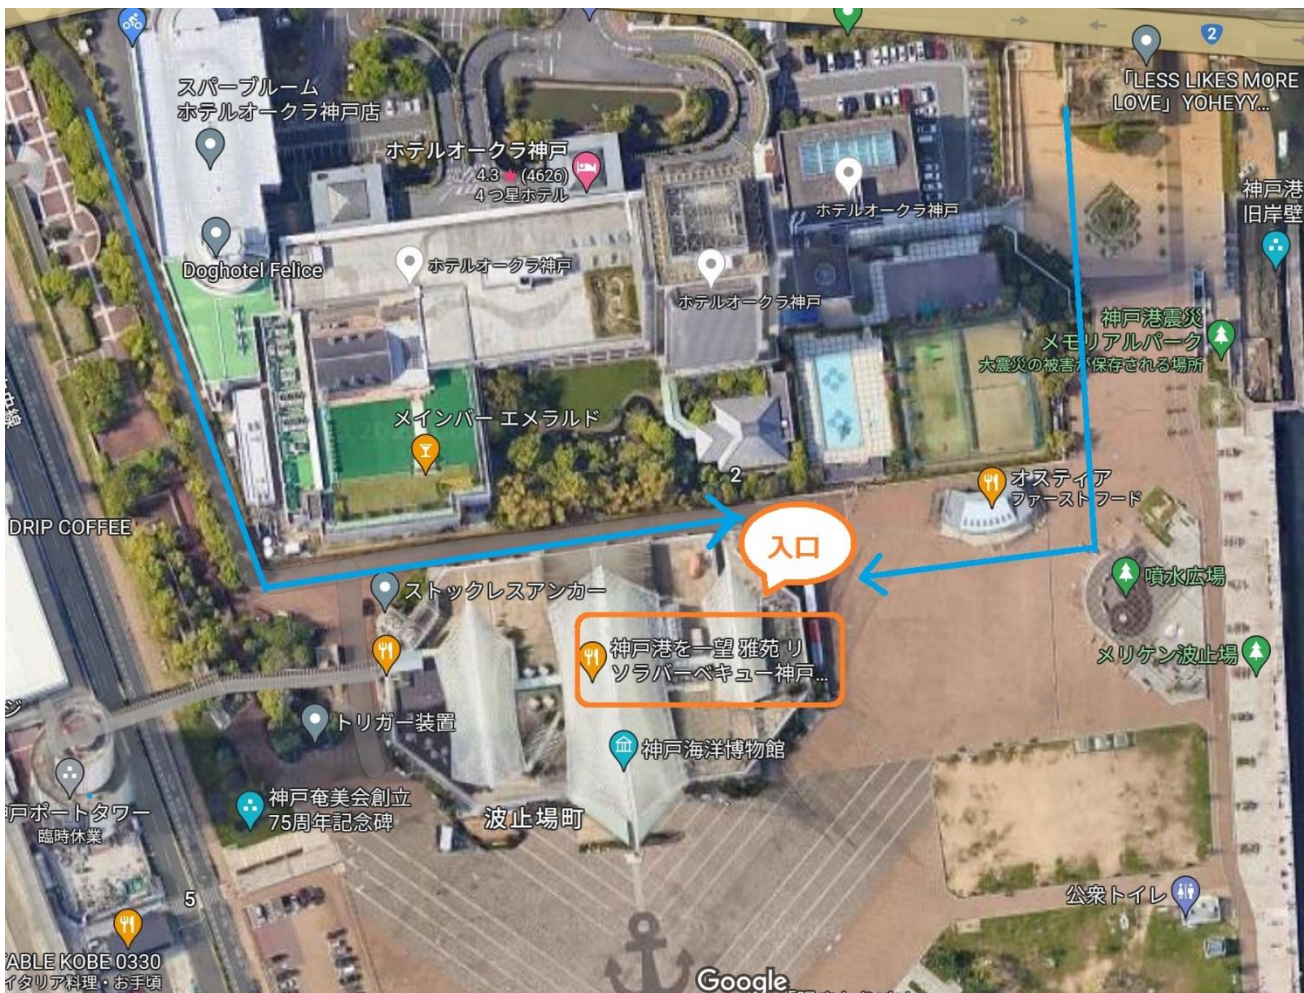 2
スパーブルーム
ホテルオークラ神戸店
「LESS LIKES MORE
LOVE」YOHEYY...
ホテルオークラ神戸
4.3★(4626)
4つ星ホテル
神戸港
旧岸壁
ホテルオークラ神戸
Doghotel Felice
ホテルオークラ神戸
ホテルオークラ神戸
神戸港震災
メモリアルパーク
大震災の被害が保存される場所
メインバー エメラルド
2
オスティア
ファースト フード
DRIP COFFEE
入口
噴水広場
ストックレスアンカー
神戸港を一望 雅苑 リ
ソラバーベキュー神戸...
メリケン波止場
トリガー装置
神戸海洋博物館
神戸奄美会創立
75周年記念碑
戸ポートタワー
臨時休業
波止場町
5
公衆トイレ
TABLE KOBE 0330
イタリア料理・お手頃
Google